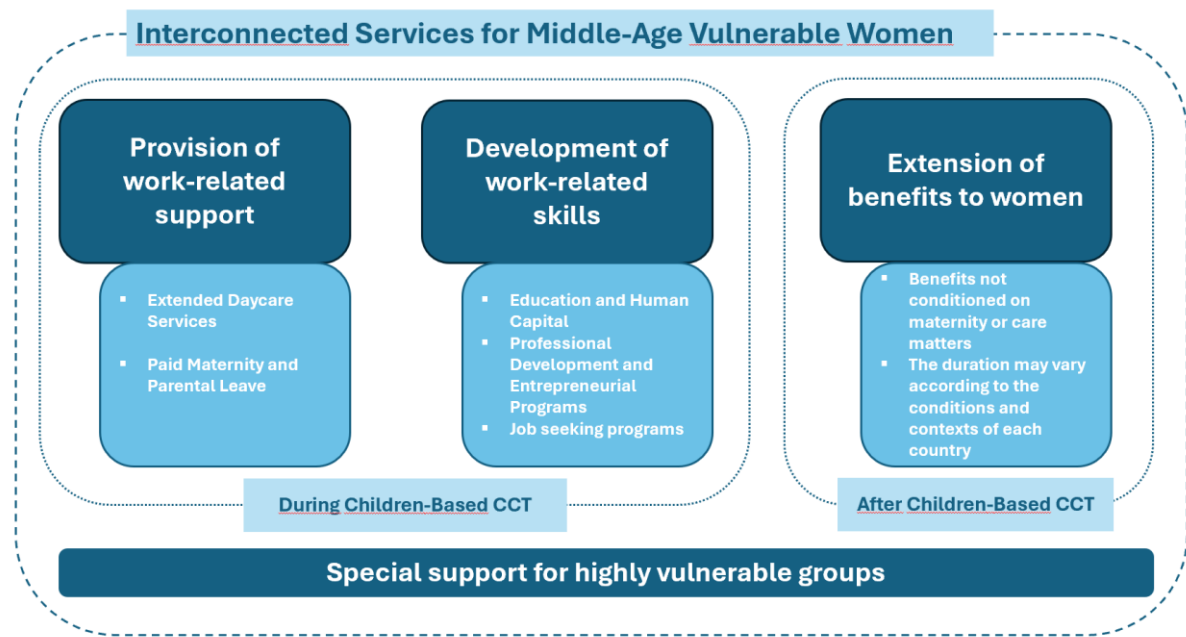 Interconnected Services for Middle-Age Vulnerable Women
Provision of
work-related
support
▪ Extended Daycare
Services
▪ Paid Maternity and
Parental Leave
Development of
work-related
skills
▪ Education and Human
Capital
▪ Professional
Development and
Entrepreneurial
Programs
▪ Job seeking programs
During Children-Based CCT
Extension of
benefits to women
▪ Benefits not
conditioned on
maternity or care
matters
▪ The duration may vary
according to the
conditions and
contexts of each
country
After Children-Based CCT
Special support for highly vulnerable groups